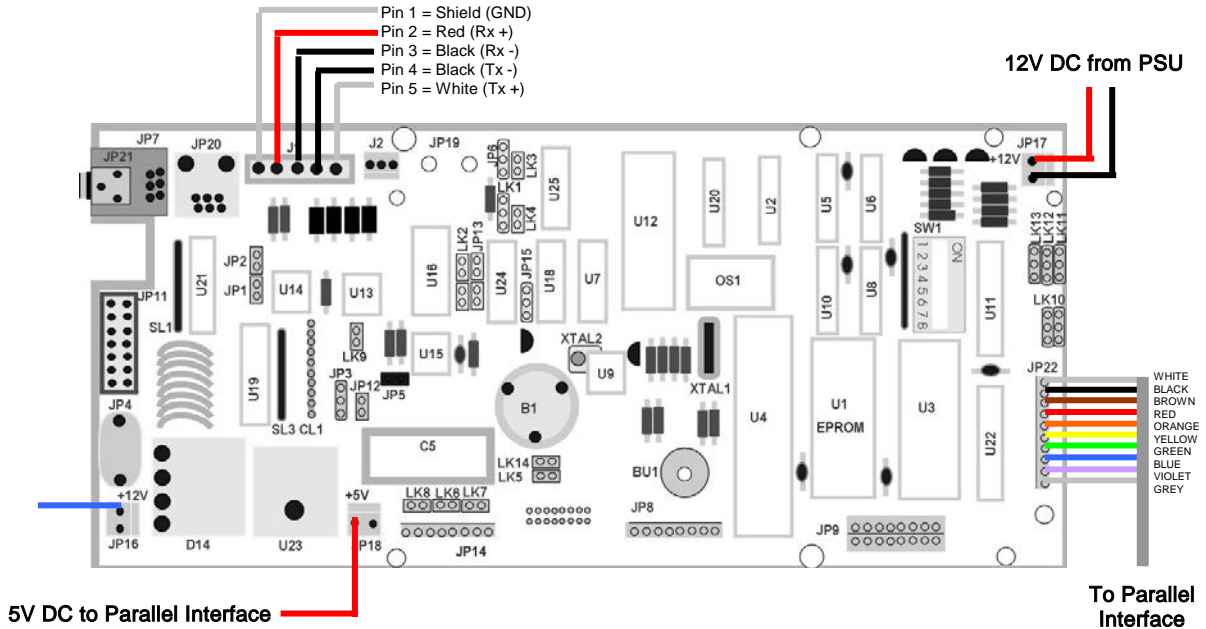 Pin 1 = Shield (GND)
Pin 2 = Red (Rx +)
Pin 3 = Black (Rx -)
Pin 4 = Black (Tx -)
Pin 5 = White (Tx +)
12V DC from PSU
JP7
JP21
JP20
J2
JP19
JP6
LK3
LK1
LK4
U25
U12
U20
U2
U5
U6
+12V
JP17
SW1
ON
1 2 3 4 5 6 7 8
LK13
LK12
LK11
LK10
JP2
JP1
U21
U14
U13
U16
LK2
JP13
U24
JP15
U18
U7
OS1
U10
U8
U11
JP11
SL1
U19
SL3
CL1
LK9
JP3
JP12
JP5
U15
XTAL2
U9
XTAL1
B1
U4
U1
EPROM
U3
U22
JP22
WHITE
BLACK
BROWN
RED
ORANGE
YELLOW
GREEN
BLUE
VIOLET
GREY
JP4
C5
LK14
LK5
BU1
+12V
JP16
D14
U23
+5V
JP18
LK8
LK6
LK7
JP14
JP8
JP9
5V DC to Parallel Interface
To Parallel
Interface